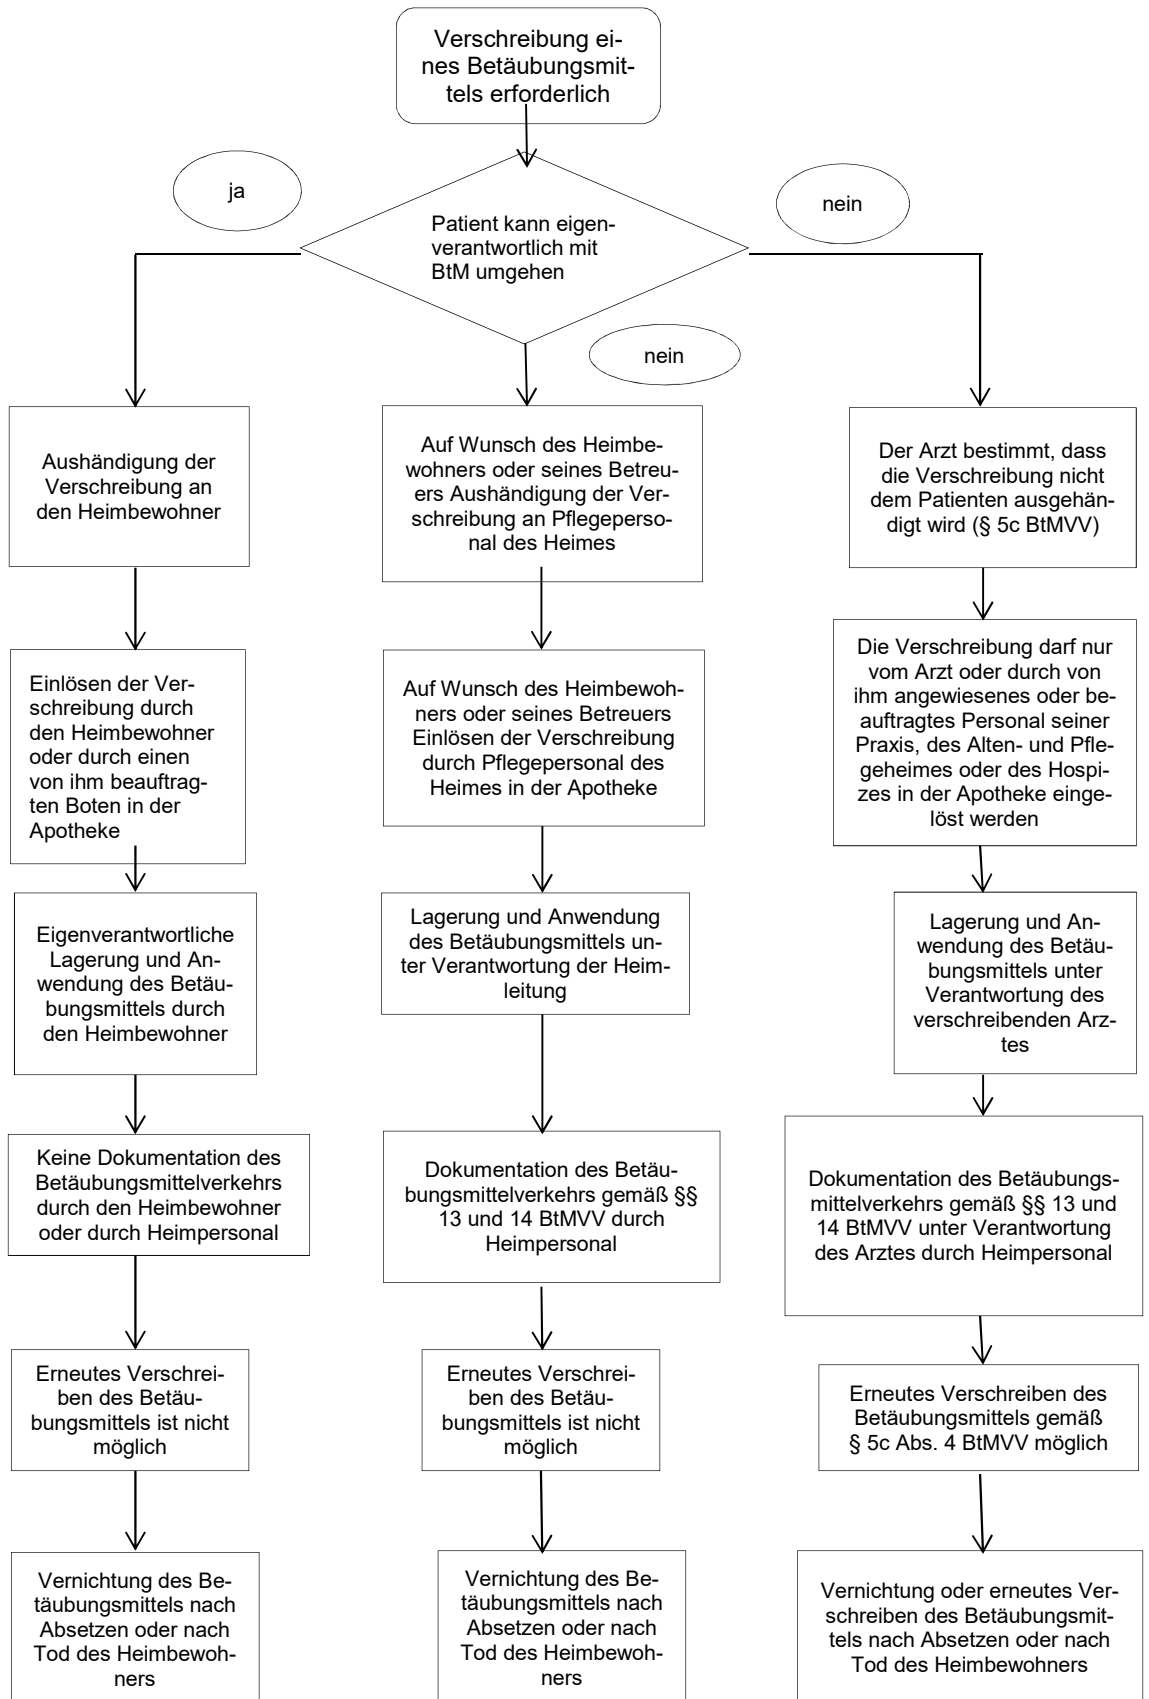 Verschreibung ei-
nes Betäubungsmit-
tels erforderlich
ja
nein
Patient kann eigen-
verantwortlich mit
BtM umgehen
nein
Aushändigung der
Verschreibung an
den Heimbewohner
Auf Wunsch des Heimbe-
wohners oder seines Betreu-
ers Aushändigung der Ver-
schreibung an Pflegeperso-
nal des Heimes
Der Arzt bestimmt, dass
die Verschreibung nicht
dem Patienten ausgehän-
digt wird (§ 5c BtMVV)
Einlösen der Ver-
schreibung durch
den Heimbewohner
oder durch einen
von ihm beauftrag-
ten Boten in der
Apotheke
Auf Wunsch des Heimbewoh-
ners oder seines Betreuers
Einlösen der Verschreibung
durch Pflegepersonal des
Heimes in der Apotheke
Die Verschreibung darf nur
vom Arzt oder durch von
ihm angewiesenes oder be-
auftragtes Personal seiner
Praxis, des Alten- und Pfle-
geheimes oder des Hospi-
zes in der Apotheke einge-
löst werden
Eigenverantwortliche
Lagerung und An-
wendung des Betäu-
bungsmittels durch
den Heimbewohner
Lagerung und Anwendung
des Betäubungsmittels un-
ter Verantwortung der Heim-
leitung
Lagerung und An-
wendung des Betäu-
bungsmittels unter
Verantwortung des
verschreibenden Arz-
tes
Keine Dokumentation des
Betäubungsmittelverkehrs
durch den Heimbewohner
oder durch Heimpersonal
Dokumentation des Betäu-
bungsmittelverkehrs gemäß §§
13 und 14 BtMVV durch
Heimpersonal
Dokumentation des Betäubungs-
mittelverkehrs gemäß §§ 13 und
14 BtMVV unter Verantwortung
des Arztes durch Heimpersonal
Erneutes Verschrei-
ben des Betäu-
bungsmittels ist nicht
möglich
Erneutes Verschrei-
ben des Betäu-
bungsmittels ist nicht
möglich
Erneutes Verschreiben des
Betäubungsmittels gemäß
§ 5c Abs. 4 BtMVV möglich
Vernichtung des Be-
täubungsmittels nach
Absetzen oder nach
Tod des Heimbewoh-
ners
Vernichtung des Be-
täubungsmittels nach
Absetzen oder nach
Tod des Heimbewoh-
ners
Vernichtung oder erneutes Ver-
schreiben des Betäubungsmit-
tels nach Absetzen oder nach
Tod des Heimbewohners